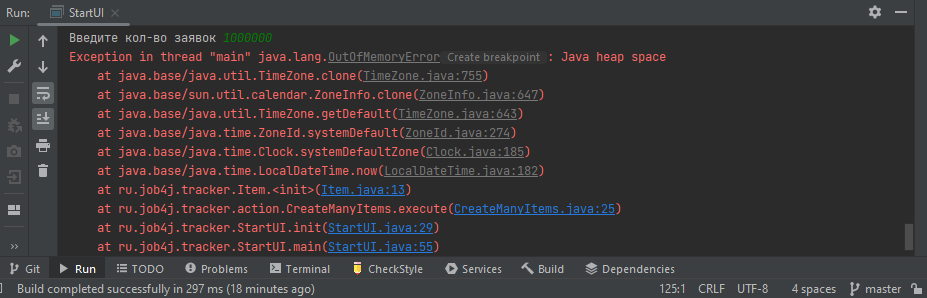 Run: StartUI
Введите кол-во заявок 1000000
Exception in thread "main" java.lang.OutOfMemoryError Create breakpoint : Java heap space
at java.base/java.util.TimeZone.clone(TimeZone.java:755)
at java.base/sun.util.calendar.ZoneInfo.clone(ZoneInfo.java:647)
at java.base/java.util.TimeZone.getDefault(TimeZone.java:643)
at java.base/java.time.ZoneId.systemDefault(ZoneId.java:274)
at java.base/java.time.Clock.systemDefaultZone(Clock.java:185)
at java.base/java.time.LocalDateTime.now(LocalDateTime.java:182)
at ru.job4j.tracker.Item.<init>(Item.java:13)
at ru.job4j.tracker.action.CreateManyItems.execute(CreateManyItems.java:25)
at ru.job4j.tracker.StartUI.init(StartUI.java:29)
at ru.job4j.tracker.StartUI.main(StartUI.java:55)
Git Run TODO Problems Terminal CheckStyle Services Build Dependencies
Build completed successfully in 297 ms (18 minutes ago) 125:1 CRLF UTF-8 4 spaces master